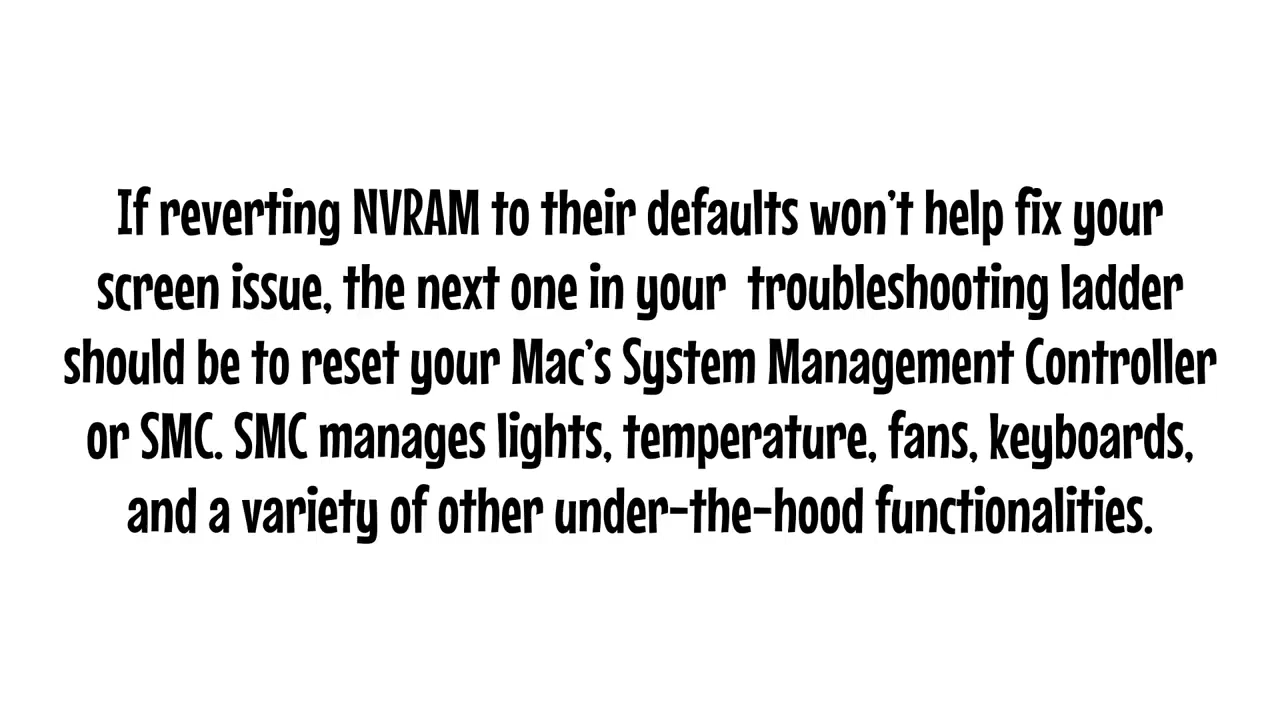 If reverting NVRAM to their defaults won't help fix your
screen issue, the next one in your  troubleshooting ladder
should be to reset your Mac's System Management Controller
or SMC. SMC manages lights, temperature, fans, keyboards,
and a variety of other under-the-hood functionalities.